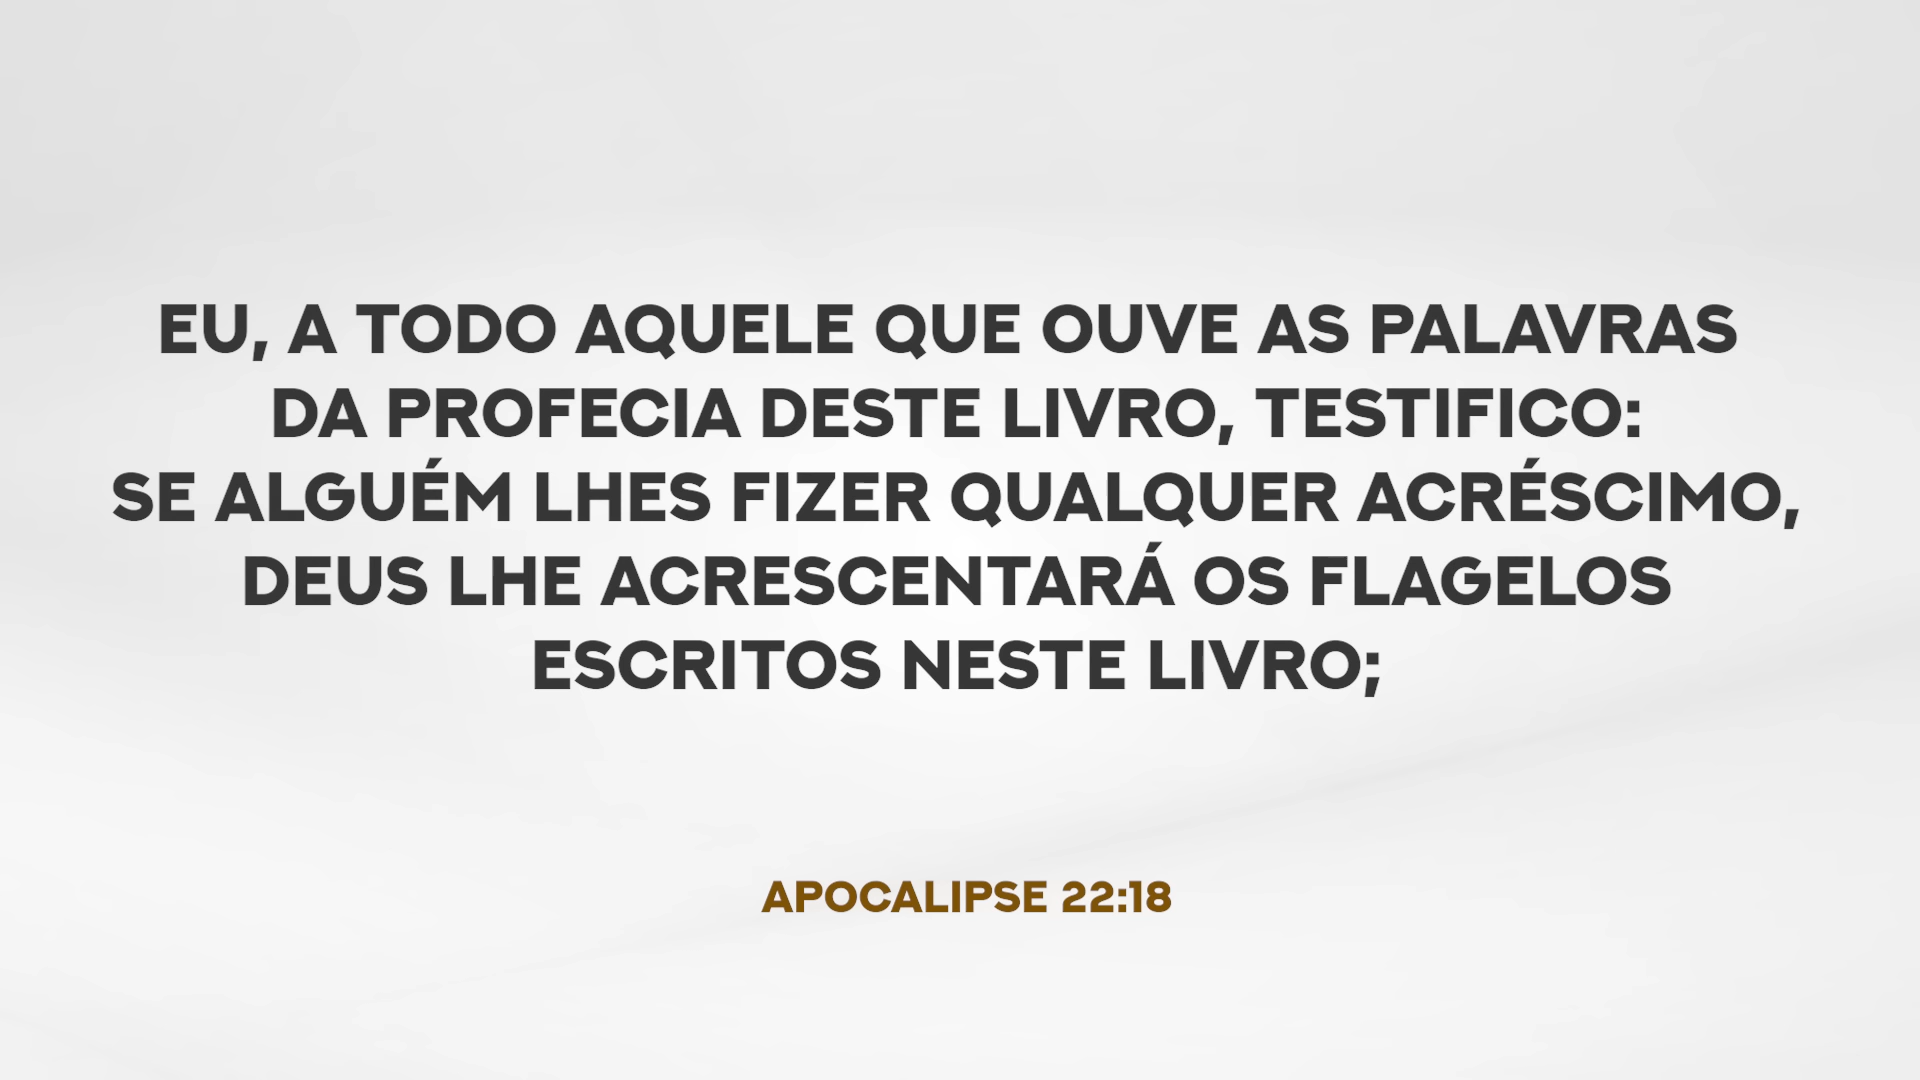 EU, A TODO AQUELE QUE OUVE AS PALAVRAS
DA PROFECIA DESTE LIVRO, TESTIFICO:
SE ALGUÉM LHES FIZER QUALQUER ACRÉSCIMO,
DEUS LHE ACRESCENTARÁ OS FLAGELOS
ESCRITOS NESTE LIVRO;
APOCALIPSE 22:18